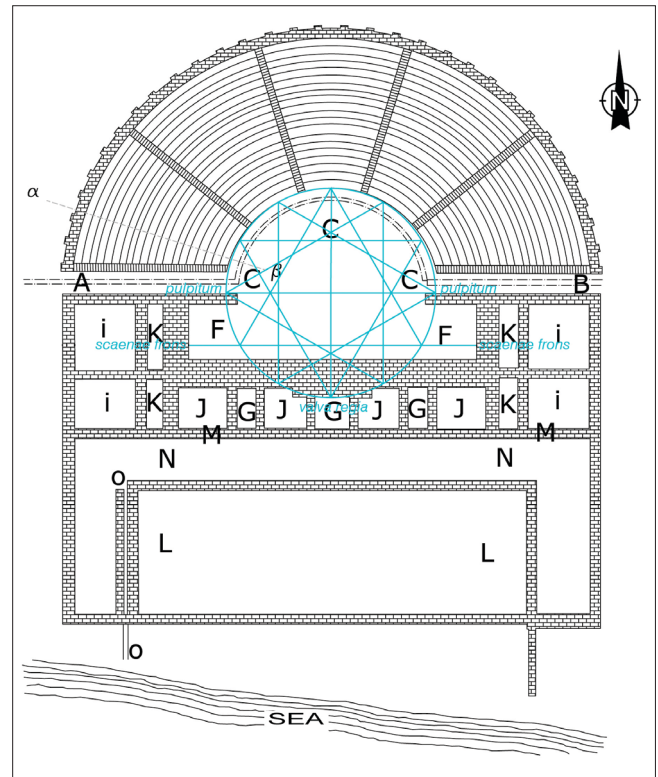 N
α
C
C
β
C
A
pulpitum
pulpitum
B
i
K
F
F
K
i
scaenae frons
scaenae frons
i
K
J
G
J
G
J
G
J
K
i
valva regia
M
M
N
N
o
L
L
o
SEA